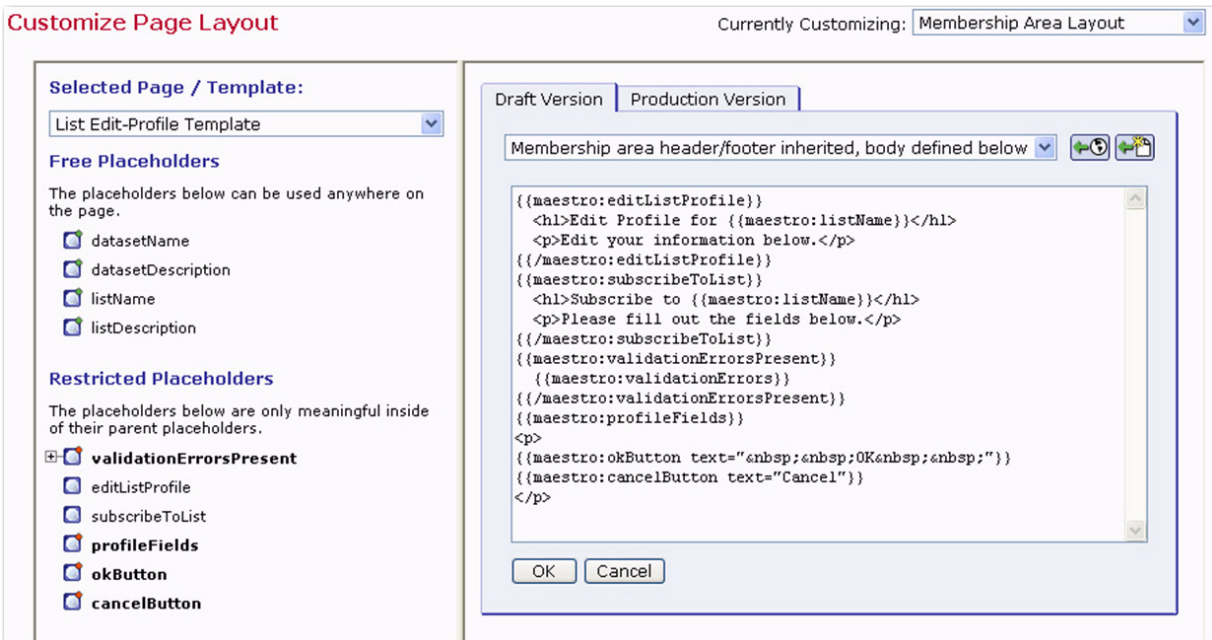 Customize Page Layout
Currently Customizing: Membership Area Layout
Selected Page / Template:
List Edit-Profile Template
Free Placeholders
The placeholders below can be used anywhere on
the page.
datasetName
datasetDescription
listName
listDescription
Restricted Placeholders
The placeholders below are only meaningful inside
of their parent placeholders.
validationErrorsPresent
editListProfile
subscribeToList
profileFields
okButton
cancelButton
Draft Version
Production Version
Membership area header/footer inherited, body defined below
{{maestro:editListProfile}}
<h1>Edit Profile for {{maestro:listName}}</h1>
<p>Edit your information below.</p>
{{/maestro:editListProfile}}
{{maestro:subscribeToList}}
<h1>Subscribe to {{maestro:listName}}</h1>
<p>Please fill out the fields below.</p>
{{/maestro:subscribeToList}}
{{maestro:validationErrorsPresent}}
{{maestro:validationErrors}}
{{/maestro:validationErrorsPresent}}
{{maestro:profileFields}}
<p>
{{maestro:okButton text="&nbsp;&nbsp;OK&nbsp;&nbsp;"}}
{{maestro:cancelButton text="Cancel"}}
</p>
OK
Cancel